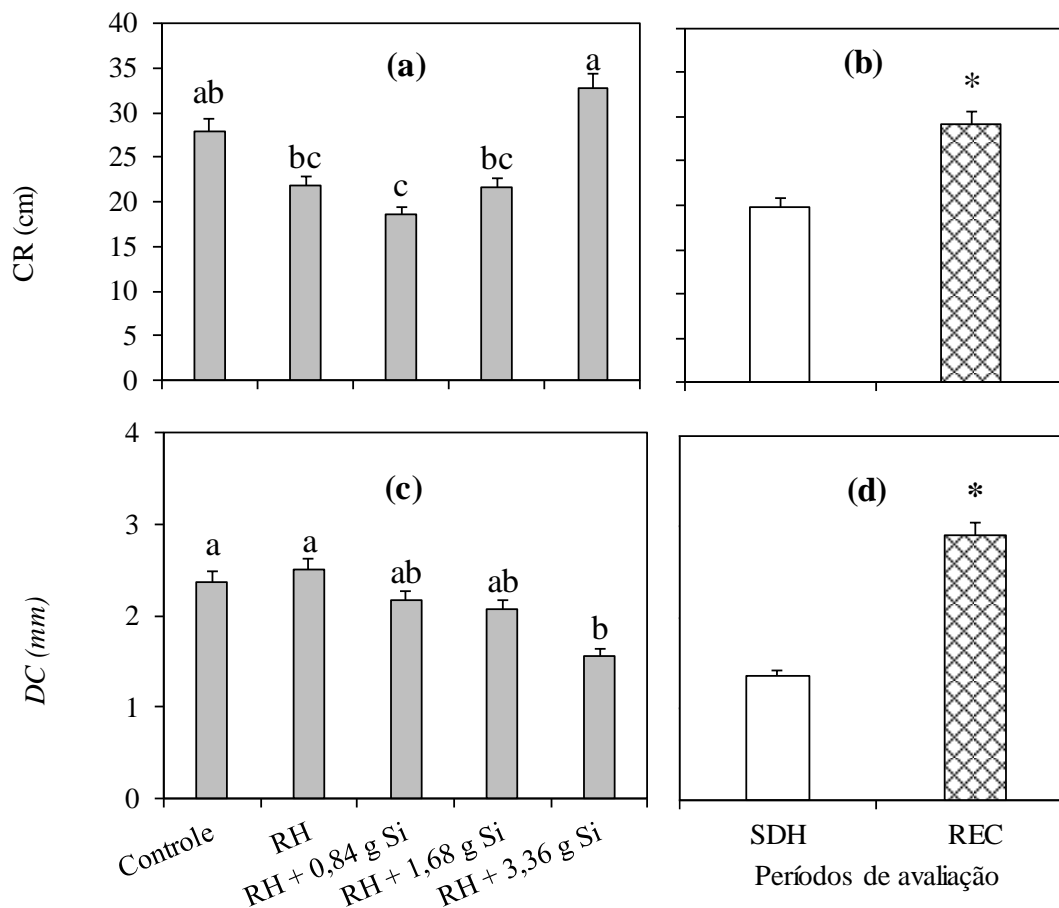 40
35
30
25
20
15
10
5
0
CR (cm)
(a)
ab
bc
c
bc
a
(b)
*
4
3
2
1
0
DC (mm)
(c)
a
a
ab
ab
b
Controle
RH
RH + 0,84 g Si
RH + 1,68 g Si
RH + 3,36 g Si
(d)
*
SDH REC
Períodos de avaliação